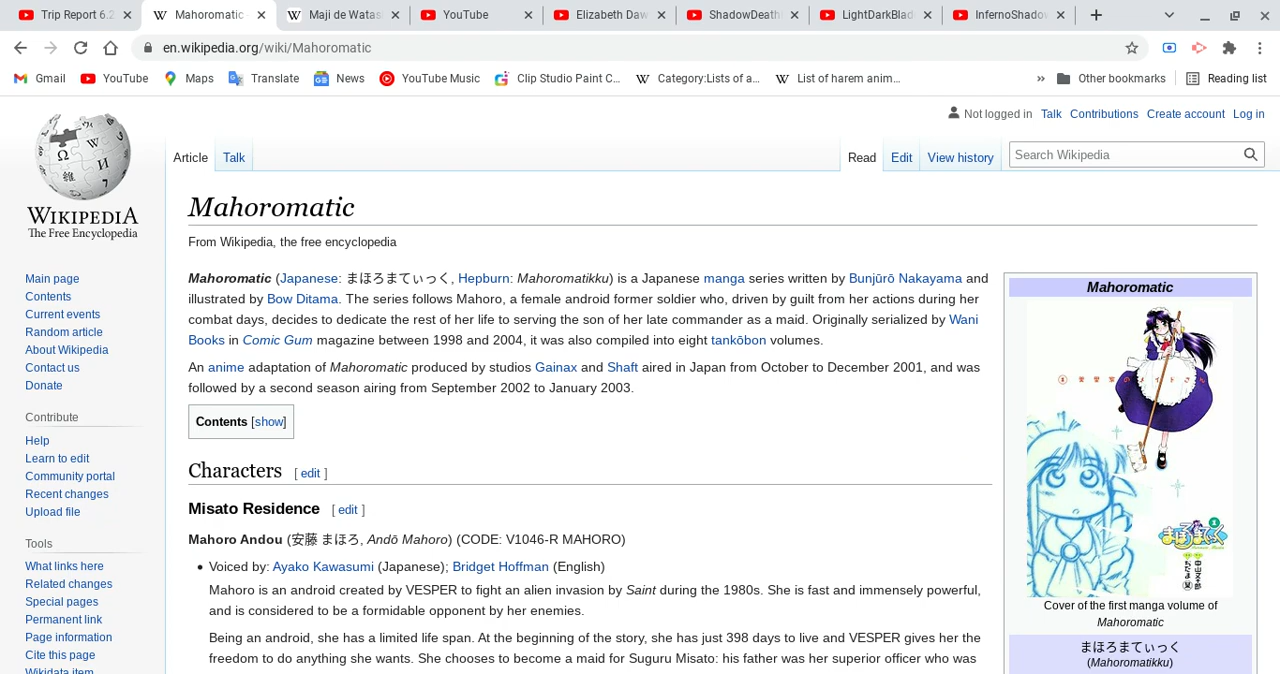 Trip Report 6.2
Mahoromatic
Maji de Watas
YouTube
Elizabeth Daw
ShadowDeath
LightDarkBlad
InfernoShadow
en.wikipedia.org/wiki/Mahoromatic
Gmail
YouTube
Maps
Translate
News
YouTube Music
Clip Studio Paint C...
Category:Lists of a...
List of harem anim...
»
Other bookmarks
Reading list
Not logged in Talk Contributions Create account Log in
Article Talk
Read Edit View history
Search Wikipedia
WIKIPEDIA
The Free Encyclopedia
Main page
Contents
Current events
Random article
About Wikipedia
Contact us
Donate
Contribute
Help
Learn to edit
Community portal
Recent changes
Upload file
Tools
What links here
Related changes
Special pages
Permanent link
Page information
Cite this page
Wikidata item
Mahoromatic
From Wikipedia, the free encyclopedia
Mahoromatic (Japanese: まほろまてぃっく, Hepburn: Mahoromatikku) is a Japanese manga series written by Bunjūrō Nakayama and
illustrated by Bow Ditama. The series follows Mahoro, a female android former soldier who, driven by guilt from her actions during her
combat days, decides to dedicate the rest of her life to serving the son of her late commander as a maid. Originally serialized by Wani
Books in Comic Gum magazine between 1998 and 2004, it was also compiled into eight tankōbon volumes.
An anime adaptation of Mahoromatic produced by studios Gainax and Shaft aired in Japan from October to December 2001, and was
followed by a second season airing from September 2002 to January 2003.
Contents [show]
Characters [ edit ]
Misato Residence [ edit ]
Mahoro Andou (安藤 まほろ, Andō Mahoro) (CODE: V1046-R MAHORO)
• Voiced by: Ayako Kawasumi (Japanese); Bridget Hoffman (English)
Mahoro is an android created by VESPER to fight an alien invasion by Saint during the 1980s. She is fast and immensely powerful,
and is considered to be a formidable opponent by her enemies.
Being an android, she has a limited life span. At the beginning of the story, she has just 398 days to live and VESPER gives her the
freedom to do anything she wants. She chooses to become a maid for Suguru Misato: his father was her superior officer who was
Mahoromatic
まほろまてぃっく
Cover of the first manga volume of
Mahoromatic
まほろまてぃっく
(Mahoromatikku)